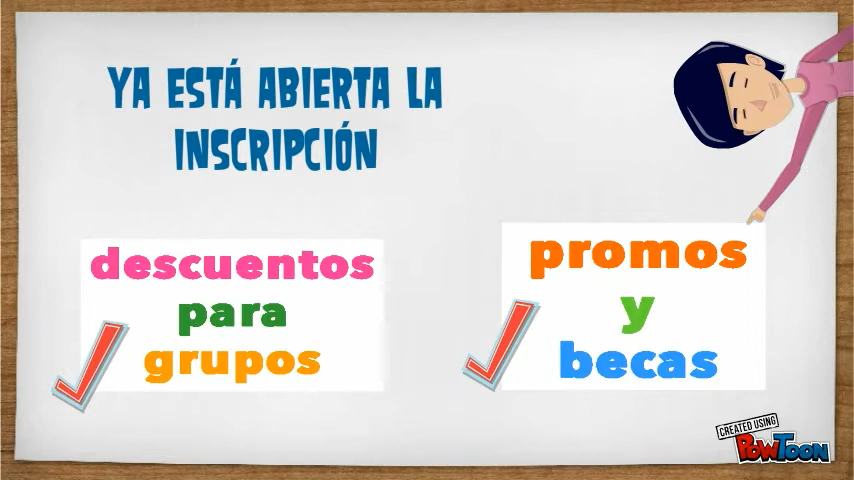 YA ESTÁ ABIERTA LA
INSCRIPCIÓN
descuentos
para
grupos
promos
y
becas
CREATED USING
POWTOON